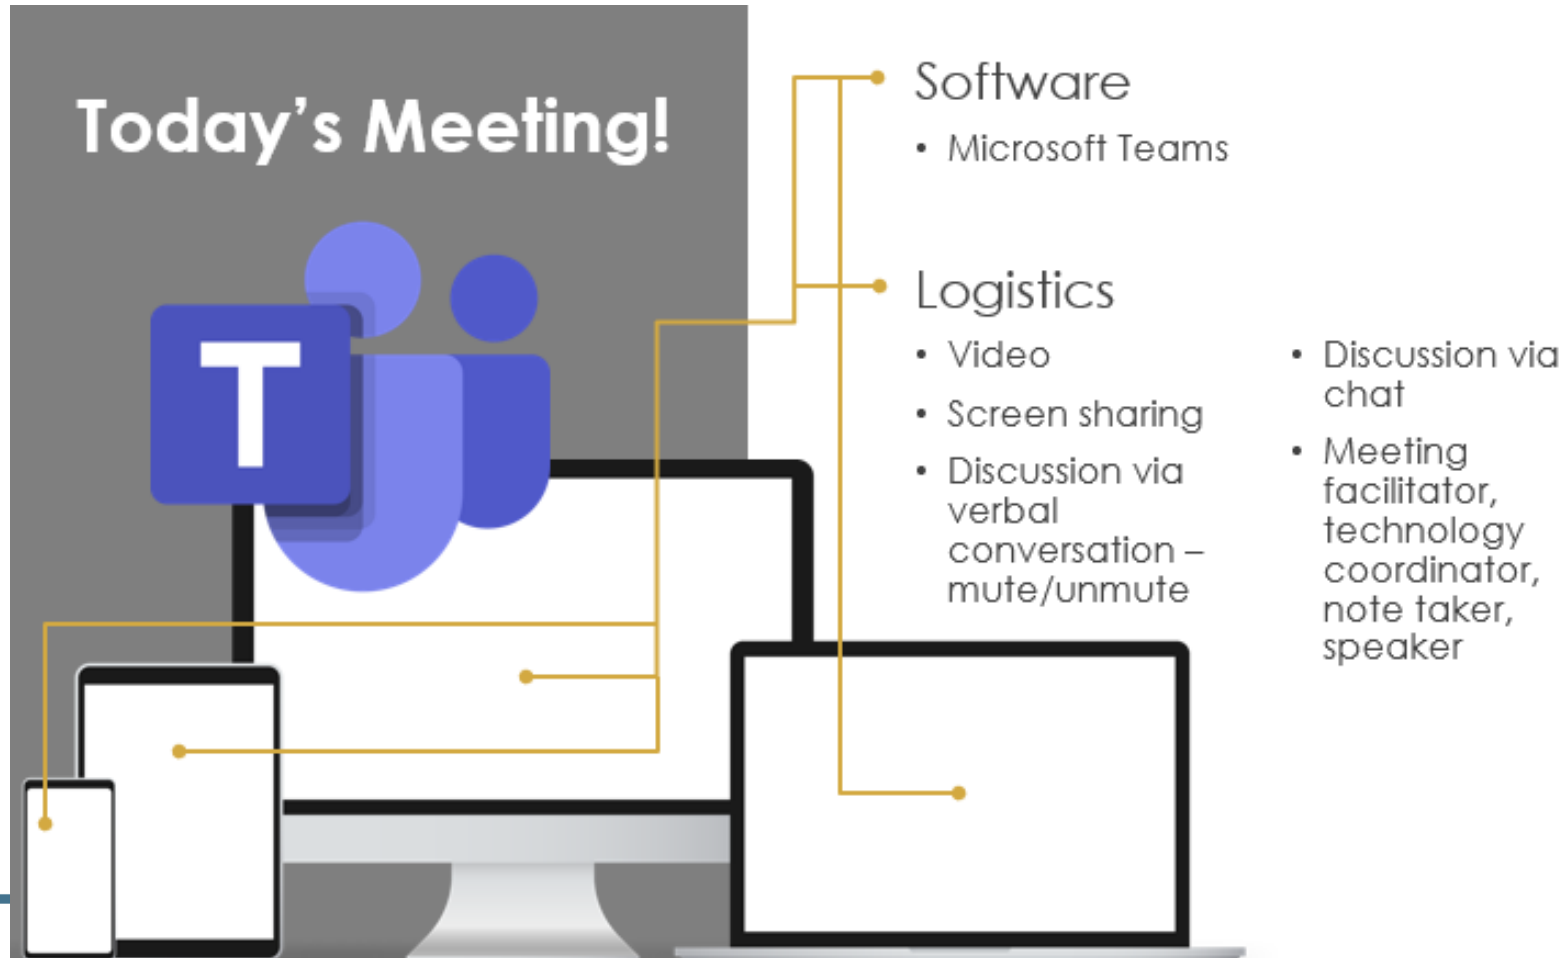 Today's Meeting!
T
Software
• Microsoft Teams
Logistics
• Video
• Screen sharing
• Discussion via
verbal
conversation –
mute/unmute
• Discussion via
chat
• Meeting
facilitator,
technology
coordinator,
note taker,
speaker